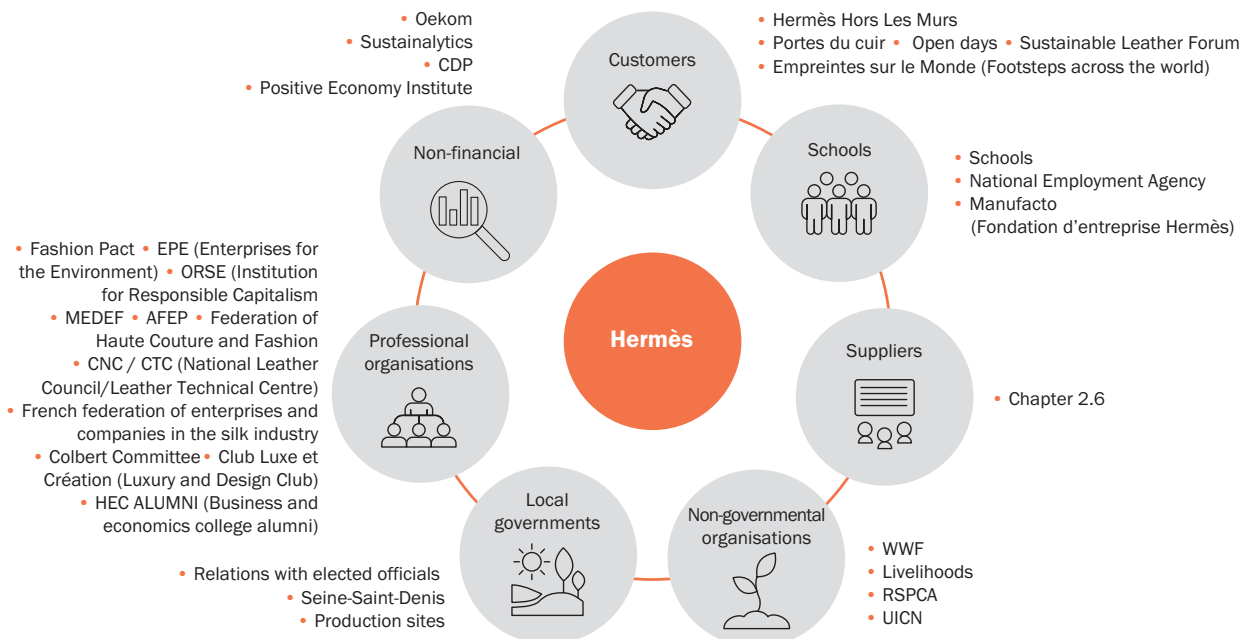 • Oekom
• Sustainalytics
• CDP
• Positive Economy Institute
Customers
• Hermès Hors Les Murs
• Portes du cuir • Open days • Sustainable Leather Forum
• Empreintes sur le Monde (Footsteps across the world)
Non-financial
Schools
• Schools
• National Employment Agency
• Manufacto
(Fondation d'entreprise Hermès)
• Fashion Pact • EPE (Enterprises for
the Environment) • ORSE (Institution
for Responsible Capitalism
• MEDEF • AFEP • Federation of
Haute Couture and Fashion
• CNC / CTC (National Leather
Council/Leather Technical Centre)
• French federation of enterprises and
companies in the silk industry
• Colbert Committee • Club Luxe et
Création (Luxury and Design Club)
• HEC ALUMNI (Business and
economics college alumni)
Professional
organisations
Hermès
Suppliers
• Chapter 2.6
Local
governments
• Relations with elected officials
• Seine-Saint-Denis
• Production sites
Non-governmental
organisations
• WWF
• Livelihoods
• RSPCA
• UICN